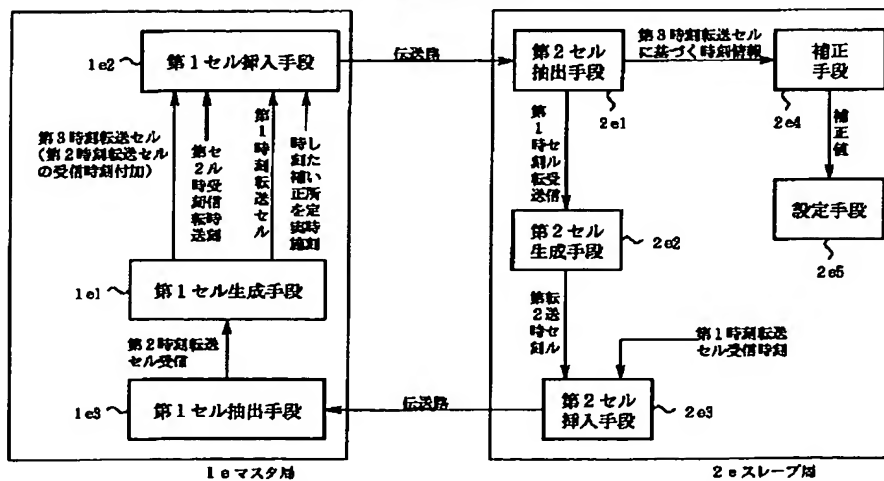 1e2
第1セル挿入手段
伝送路
第2セル
抽出手段
2e1
第3時刻転送セル
に基づく時刻情報
補正
手段
2e4
第3時刻転送セル
(第2時刻転送セル
の受信時刻付加)
第2時刻転送
セル受信時刻
第1時刻転送セル
補正を実施
した い所定時刻
時刻
第1時刻転送
セル受信
補正値
設定手段
2e5
第2セル
生成手段
2e2
1e1
第1セル生成手段
第2時刻転送
セル受信
第2時刻
転送セル
第1時刻転送
セル受信時刻
1e3
第1セル抽出手段
伝送路
第2セル
挿入手段
2e3
1eマスタ局
2eスレーブ局